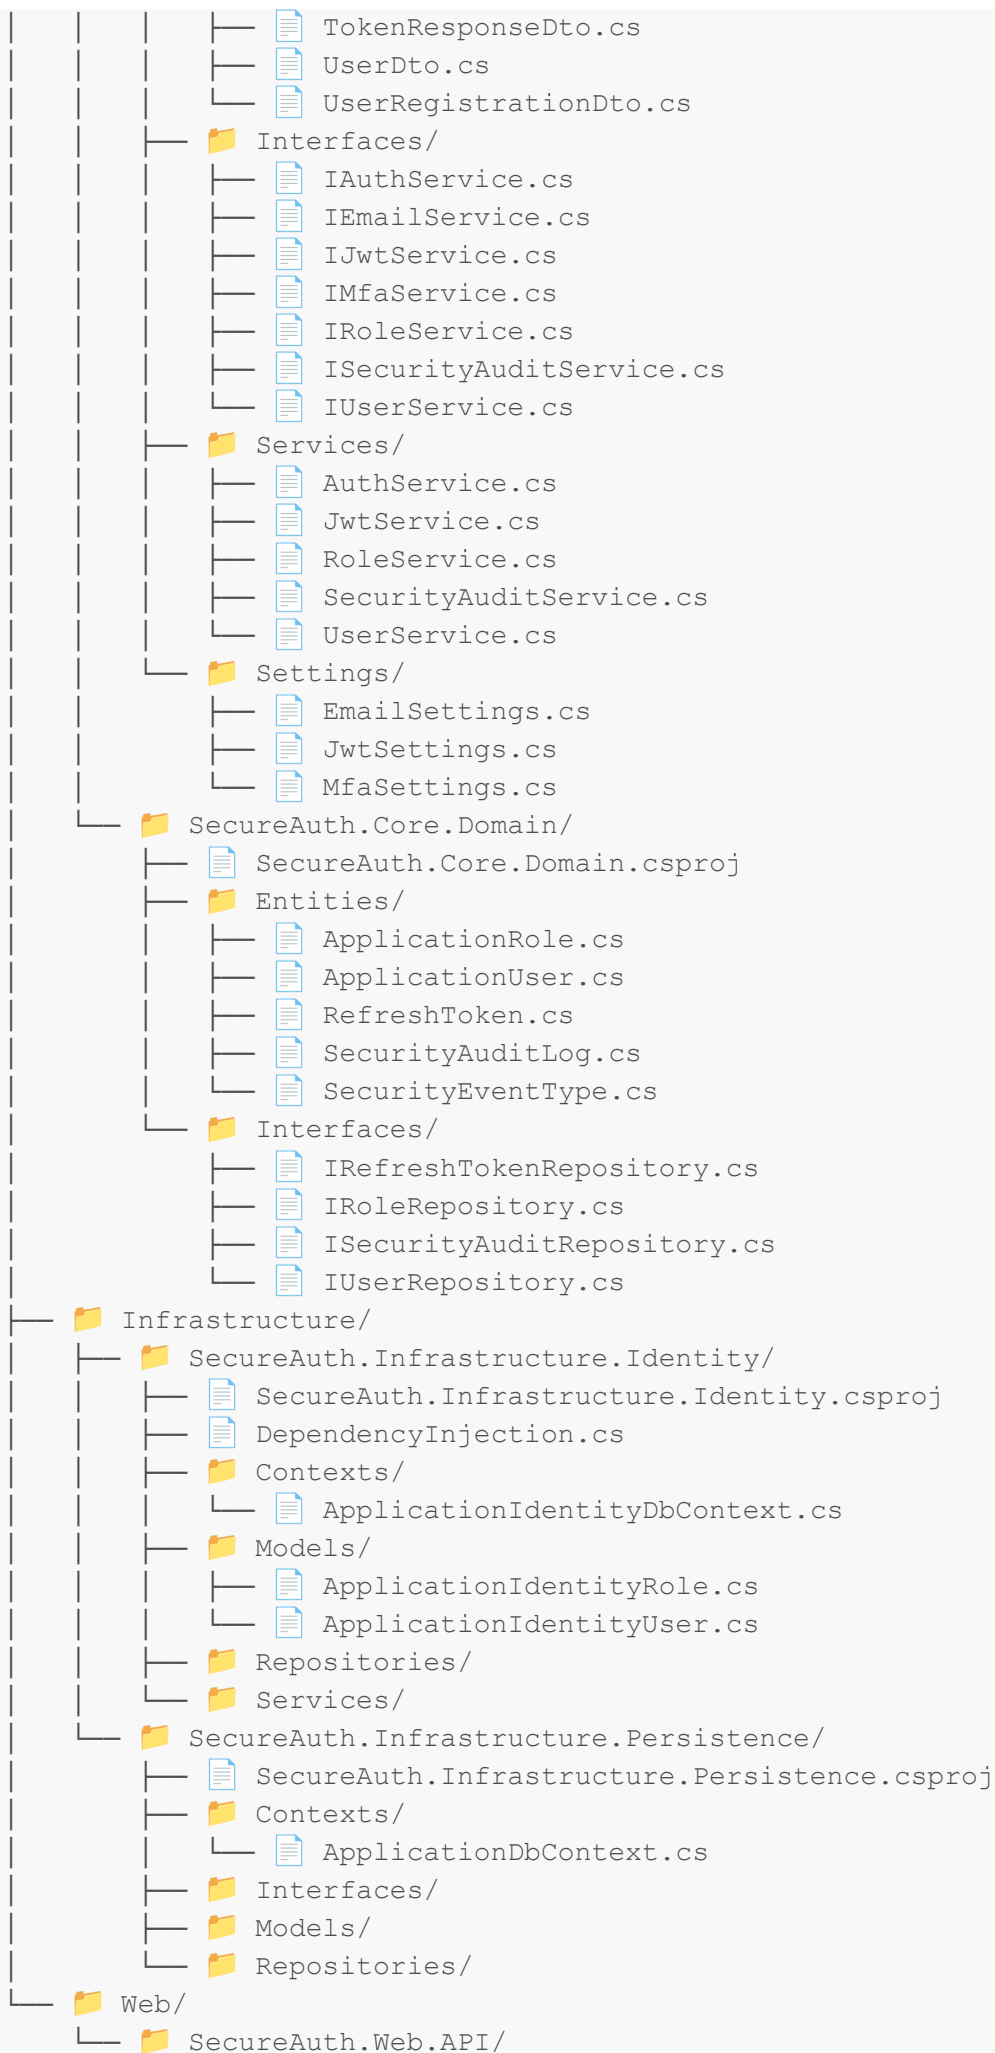 TokenResponseDto.cs
UserDto.cs
UserRegistrationDto.cs
Interfaces/
IAuthService.cs
IEmailService.cs
IJwtService.cs
IMfaService.cs
IRoleService.cs
ISecurityAuditService.cs
IUserService.cs
Services/
AuthService.cs
JwtService.cs
RoleService.cs
SecurityAuditService.cs
UserService.cs
Settings/
EmailSettings.cs
JwtSettings.cs
MfaSettings.cs
SecureAuth.Core.Domain/
SecureAuth.Core.Domain.csproj
Entities/
ApplicationRole.cs
ApplicationUser.cs
RefreshToken.cs
SecurityAuditLog.cs
SecurityEventType.cs
Interfaces/
IRefreshTokenRepository.cs
IRoleRepository.cs
ISecurityAuditRepository.cs
IUserRepository.cs
Infrastructure/
SecureAuth.Infrastructure.Identity/
SecureAuth.Infrastructure.Identity.csproj
DependencyInjection.cs
Contexts/
ApplicationIdentityDbContext.cs
Models/
ApplicationIdentityRole.cs
ApplicationIdentityUser.cs
Repositories/
Services/
SecureAuth.Infrastructure.Persistence/
SecureAuth.Infrastructure.Persistence.csproj
Contexts/
ApplicationDbContext.cs
Interfaces/
Models/
Repositories/
Web/
SecureAuth.Web.API/